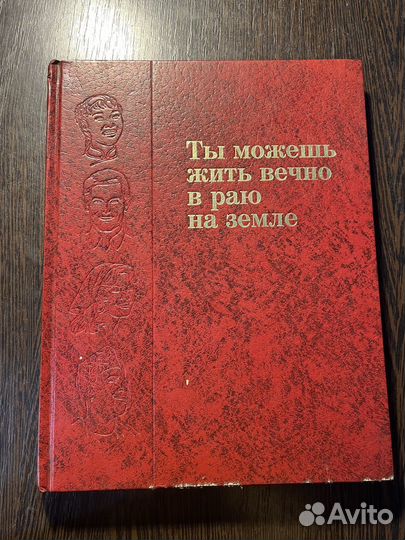 Ты можешь
жить вечно
в раю
на земле
Avito